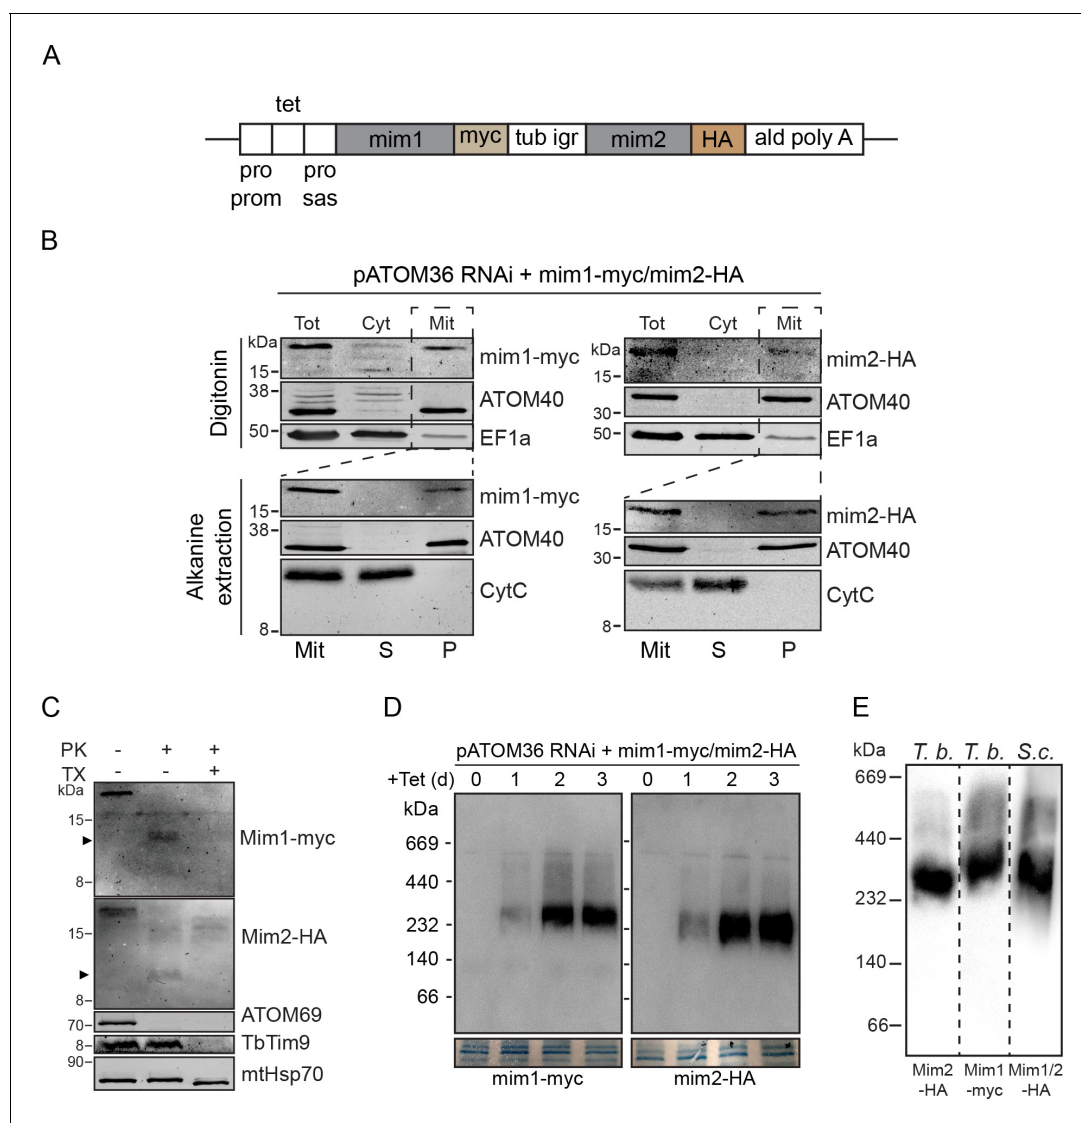 A
tet
mim1 myc tub igr mim2 HA ald poly A
pro prom
pro sas
B
pATOM36 RNAi + mim1-myc/mim2-HA
Digitonin
Tot Cyt Mit
kDa
mim1-myc
15
38
ATOM40
50
EF1a
Tot Cyt Mit
kDa
mim2-HA
15
ATOM40
30
50
EF1a
Alkanine extraction
mim1-myc
15
38
ATOM40
CytC
8
Mit S P
mim2-HA
15
ATOM40
30
CytC
8
Mit S P
C
PK - + +
TX - - +
kDa
15
Mim1-myc
8
15
Mim2-HA
8
ATOM69
70
TbTim9
8
90
mtHsp70
D
pATOM36 RNAi + mim1-myc/mim2-HA
+Tet (d) 0 1 2 3 0 1 2 3
kDa
669
440
232
140
66
mim1-myc mim2-HA
E
kDa T. b. T. b. S.c.
669
440
232
140
66
Mim2 -HA
Mim1 -myc
Mim1/2 -HA